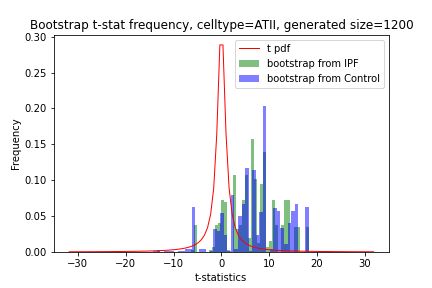 Bootstrap t-stat frequency, celltype=ATII, generated size=1200
t pdf
bootstrap from IPF
bootstrap from Control
Frequency
0.30
0.25
0.20
0.15
0.10
0.05
0.00
−30 −20 −10 0 10 20 30
t-statistics